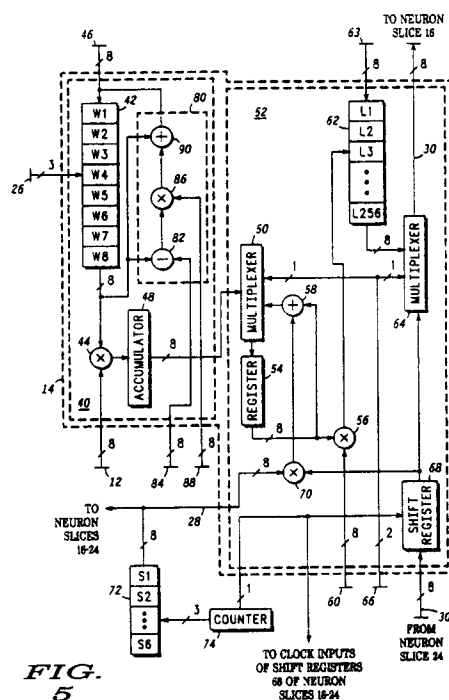 TO NEURON
SLICE 16
46
63
8
8
8
42
80
52
W1
W2
W3
W4
W5
W6
W7
W8
+
90
62
L1
L2
L3
L256
30
26
3
×
86
−
82
8
50
MULTIPLEXER
1
1
MULTIPLEXER
64
8
48
ACCUMULATOR
8
58
+
44
×
14
40
REGISTER
54
8
×
56
8
8
8
×
70
68
SHIFT
REGISTER
12
84
88
TO
NEURON
SLICES
16-24
28
8
8
2
8
72
S1
S2
S6
3
1
COUNTER
74
60
66
30
FROM
NEURON
SLICE 24
TO CLOCK INPUTS
OF SHIFT REGISTERS
68 OF NEURON
SLICES 16-24
FIG.
5